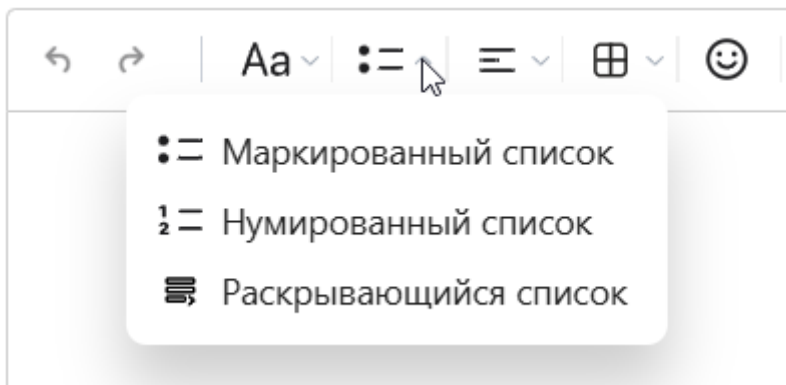 Aa
Маркированный список
Нумированный список
Раскрывающийся список